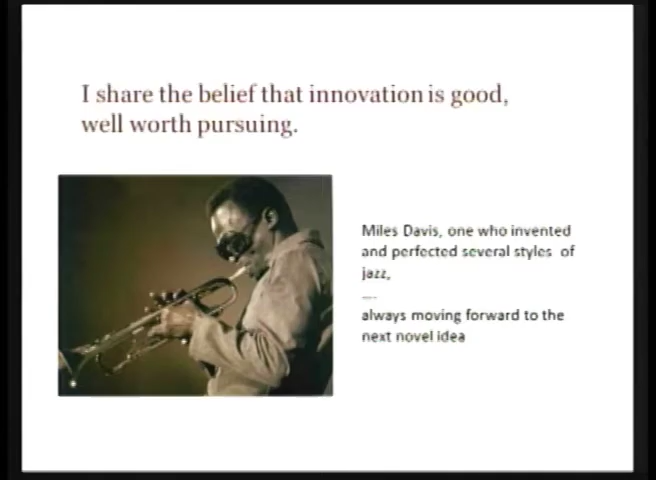 I share the belief that innovation is good,
well worth pursuing.
Miles Davis, one who invented
and perfected several styles of
jazz,
....
always moving forward to the
next novel idea